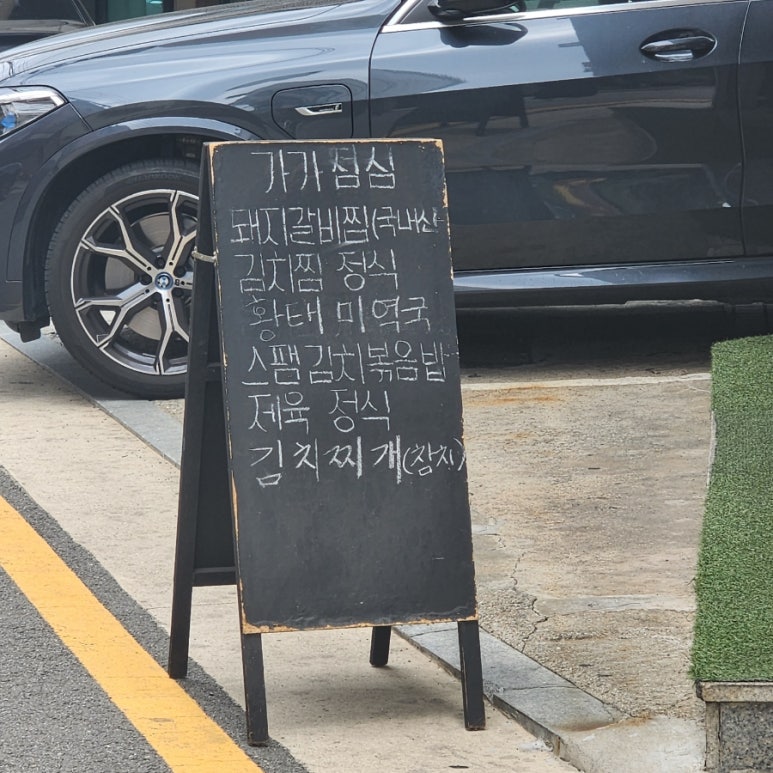 가가점심
돼지갈비찜(국내산
김치찜 정식
황태 미역국
스팸김치볶음밥
제육 정식
김치찌개(참치)